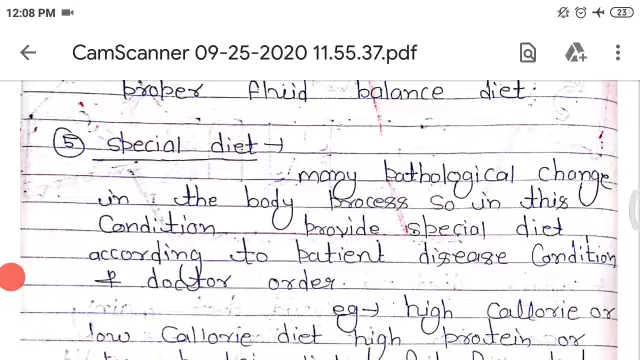 12:08 PM 23
CamScanner 09-25-2020 11.55.37.pdf
proper fluid balance diet.
⑤ special diet →
many pathological change
in the body process so in this
Condition provide special diet
according to patient disease Condition
& doctor order.
eg→ high Callorie or
low Callorie diet high protein or